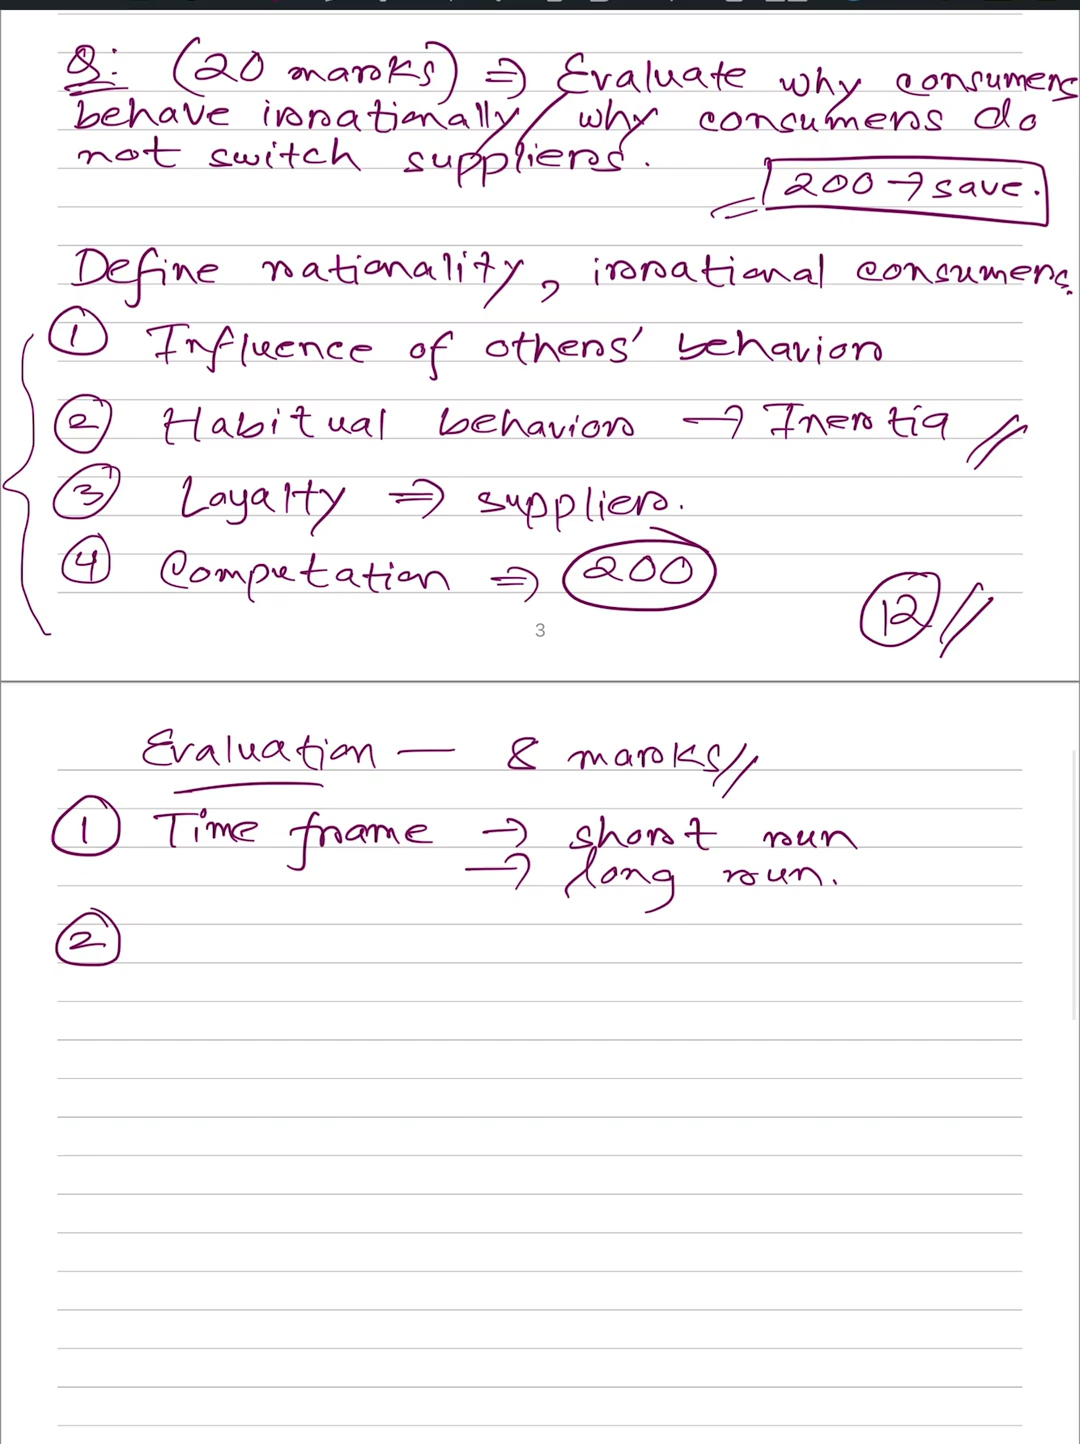 Q: (20 marks) ⇒ Evaluate why consumers
behave irrationally / why consumers do
not switch suppliers.
200 → save.
Define rationality, irrational consumers.
① Influence of others' behavior
② Habitual behavior → Inertia //
③ Loyalty ⇒ suppliers.
④ Computation ⇒ 200
12 //
3
Evaluation — 8 marks //
① Time frame → short run
→ long run.
②